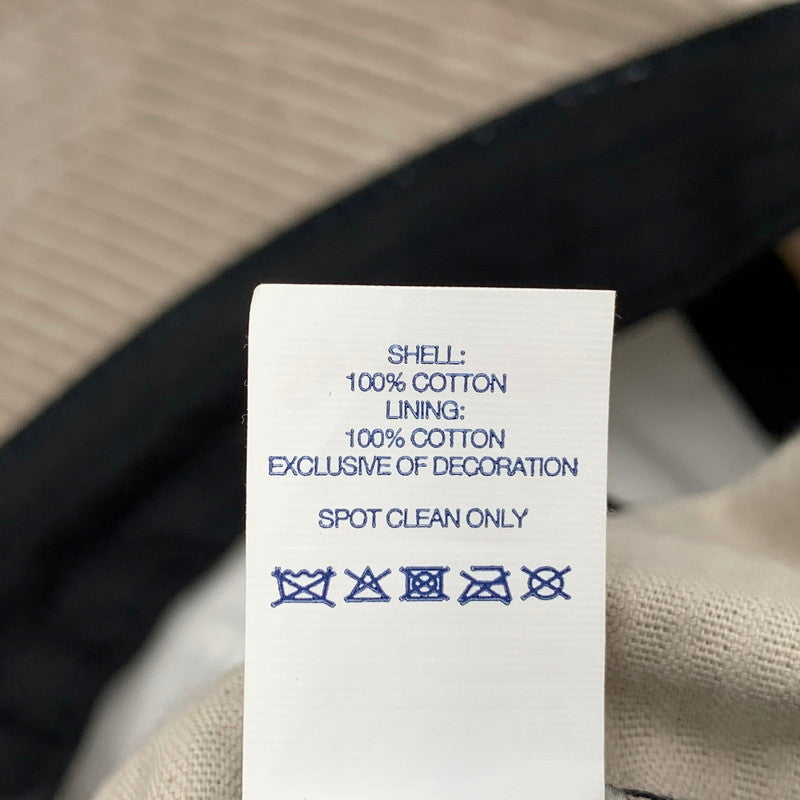 SHELL:
100% COTTON
LINING:
100% COTTON
EXCLUSIVE OF DECORATION
SPOT CLEAN ONLY